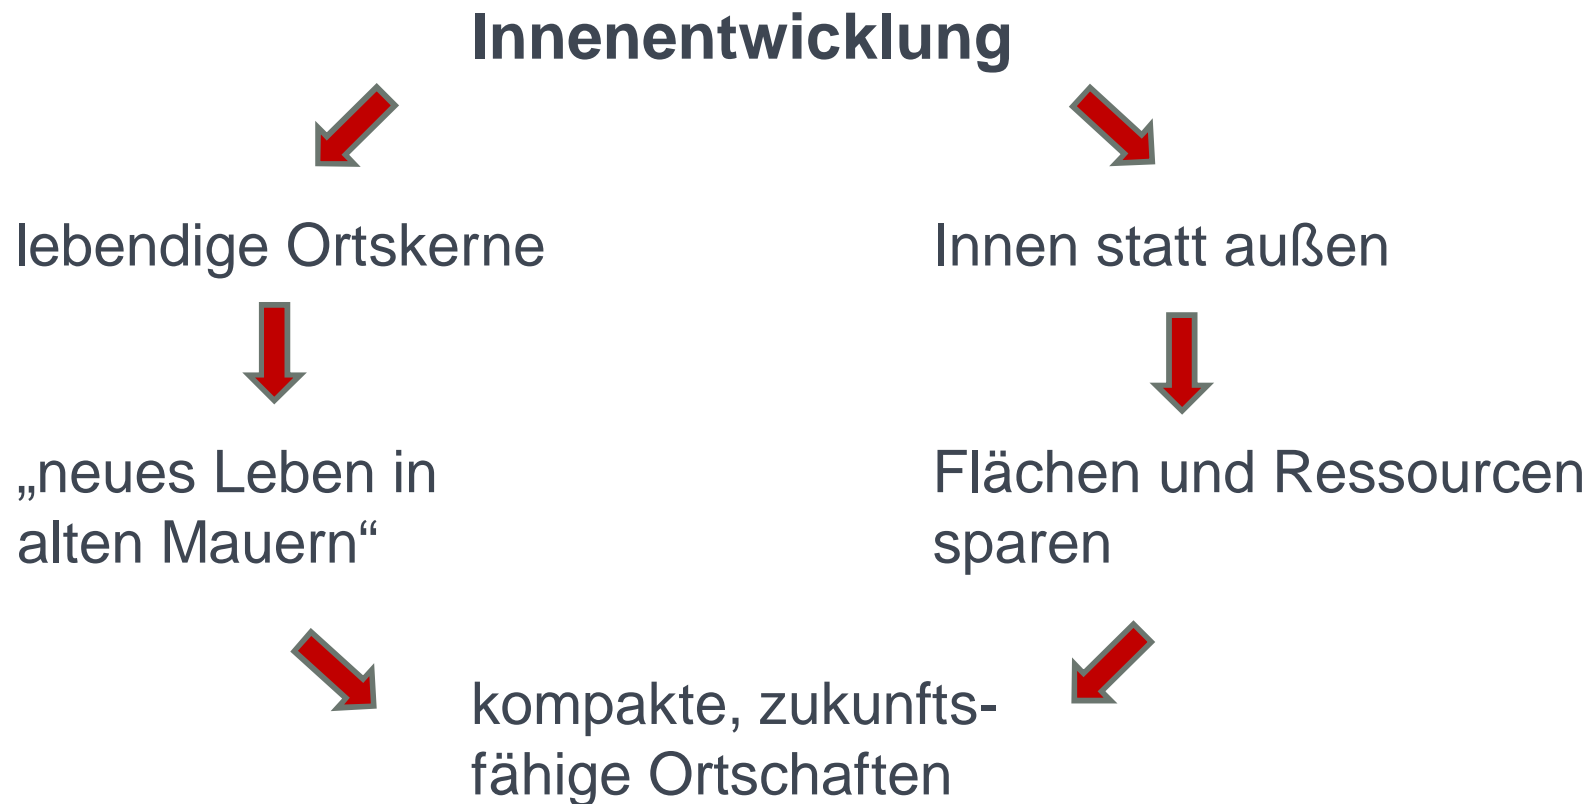 Innenentwicklung
lebendige Ortskerne
Innen statt außen
„neues Leben in
alten Mauern“
Flächen und Ressourcen
sparen
kompakte, zukunfts-
fähige Ortschaften